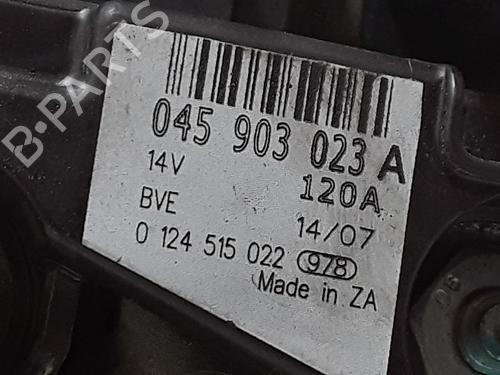 B-PARTS
045 903 023 A
14V 120A
BVE 14/07
0 124 515 022 978
Made in ZA